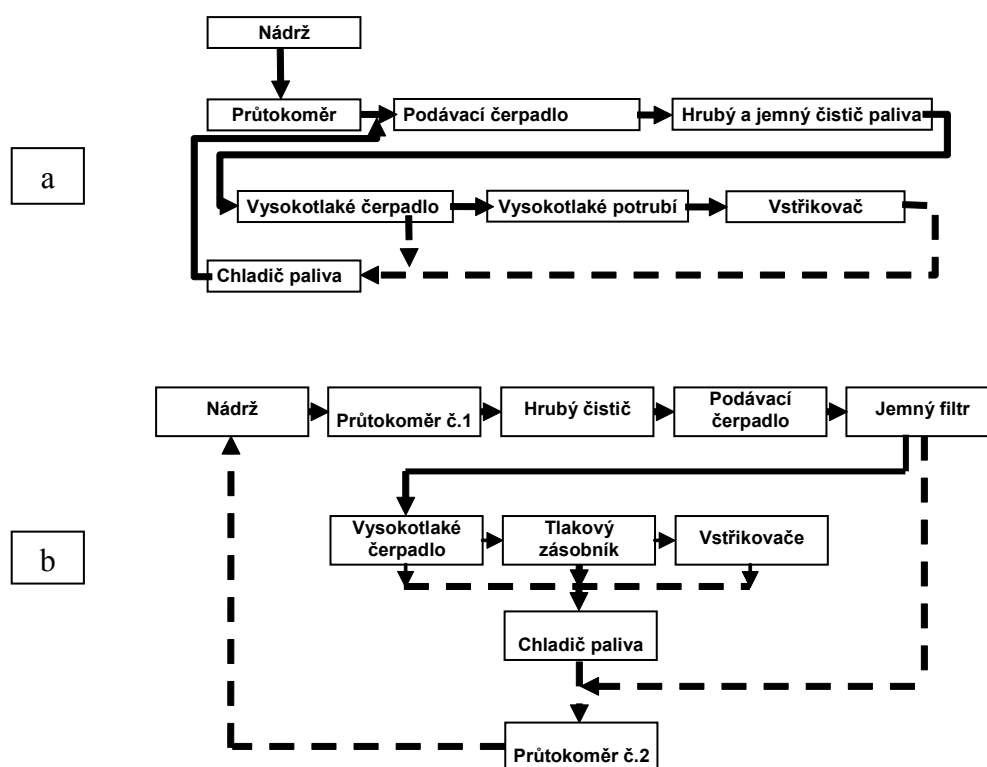 Nádrž
Průtokoměr
Podávací čerpadlo
Hrubý a jemný čistič paliva
a
Vysokotlaké čerpadlo
Vysokotlaké potrubí
Vstřikovač
Chladič paliva
Nádrž
Průtokoměr č.1
Hrubý čistič
Podávací
čerpadlo
Jemný filtr
b
Vysokotlaké
čerpadlo
Tlakový
zásobník
Vstřikovače
Chladič paliva
Průtokoměr č.2